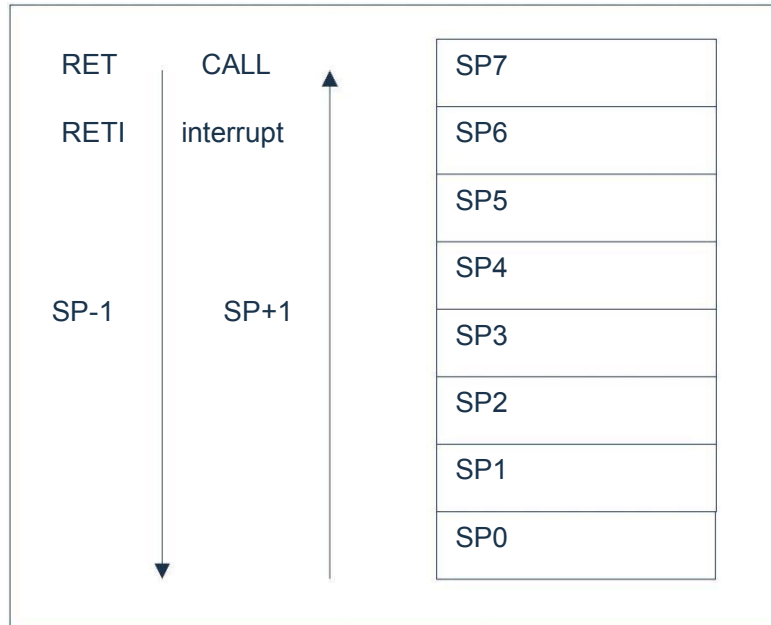 RET CALL SP7
RETI interrupt SP6
SP5
SP4
SP-1 SP+1 SP3
SP2
SP1
SP0